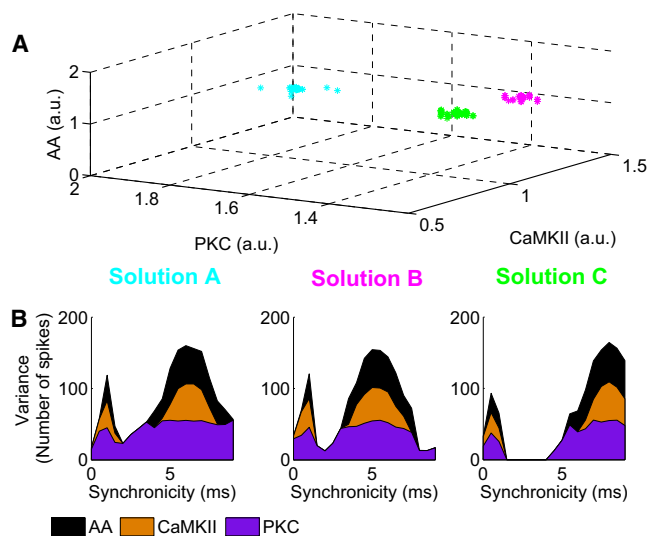 A
AA (a.u.)
2
1
0
2
1.8
1.6
1.4
0.5
1
1.5
PKC (a.u.)
CaMKII (a.u.)
Solution A
Solution B
Solution C
B
Variance
(Number of spikes)
200
100
0
0
5
Synchronicity (ms)
200
100
0
0
5
Synchronicity (ms)
200
100
0
0
5
Synchronicity (ms)
AA
CaMKII
PKC